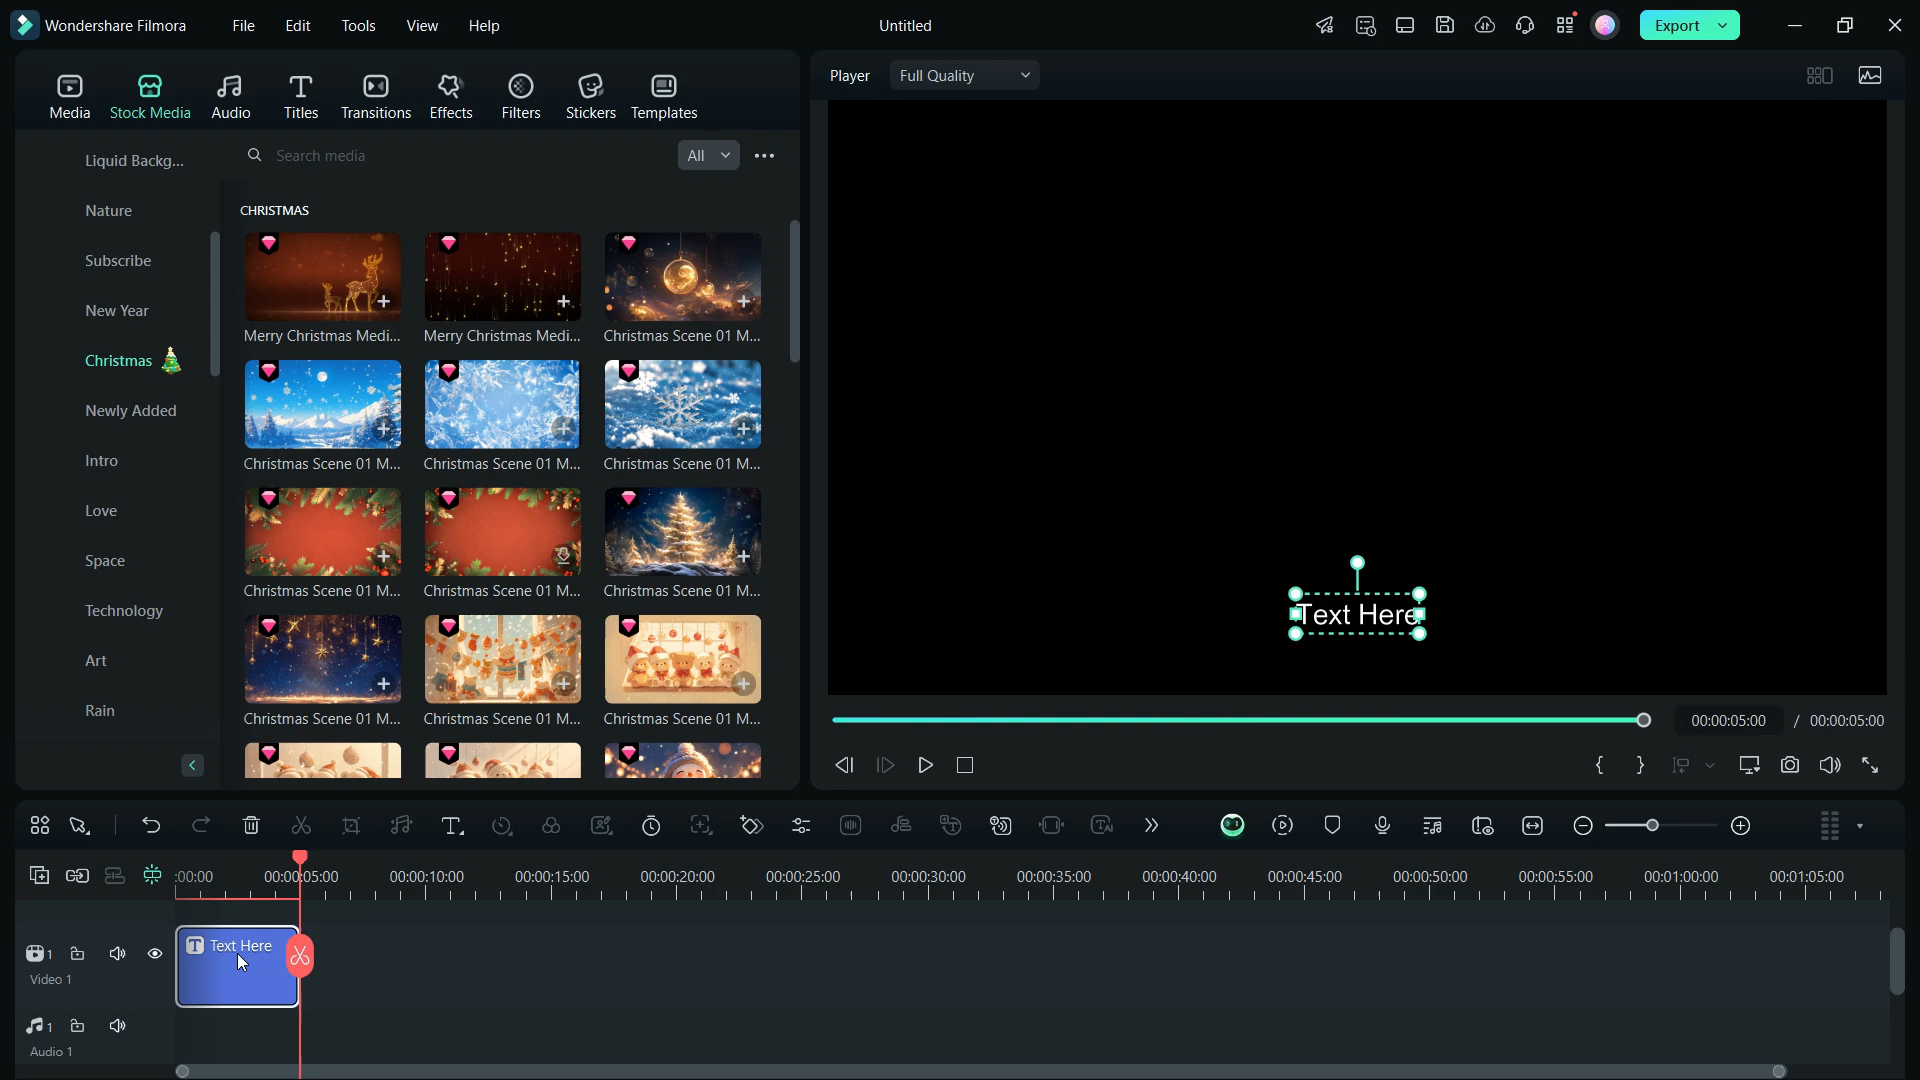 Wondershare Filmora
File
Edit
Tools
View
Help
Untitled
Export
Media
Stock Media
Audio
Titles
Transitions
Effects
Filters
Stickers
Templates
Player
Full Quality
Liquid Backg...
Nature
Subscribe
New Year
Christmas
Newly Added
Intro
Love
Space
Technology
Art
Rain
Search media
All
CHRISTMAS
Merry Christmas Medi...
Merry Christmas Medi...
Christmas Scene 01 M...
Christmas Scene 01 M...
Christmas Scene 01 M...
Christmas Scene 01 M...
Christmas Scene 01 M...
Christmas Scene 01 M...
Christmas Scene 01 M...
Christmas Scene 01 M...
Christmas Scene 01 M...
Christmas Scene 01 M...
Text Here
00:00:05:00 / 00:00:05:00
:00:00
00:00:05:00
00:00:10:00
00:00:15:00
00:00:20:00
00:00:25:00
00:00:30:00
00:00:35:00
00:00:40:00
00:00:45:00
00:00:50:00
00:00:55:00
00:01:00:00
00:01:05:00
1
Video 1
T Text Here
1
Audio 1